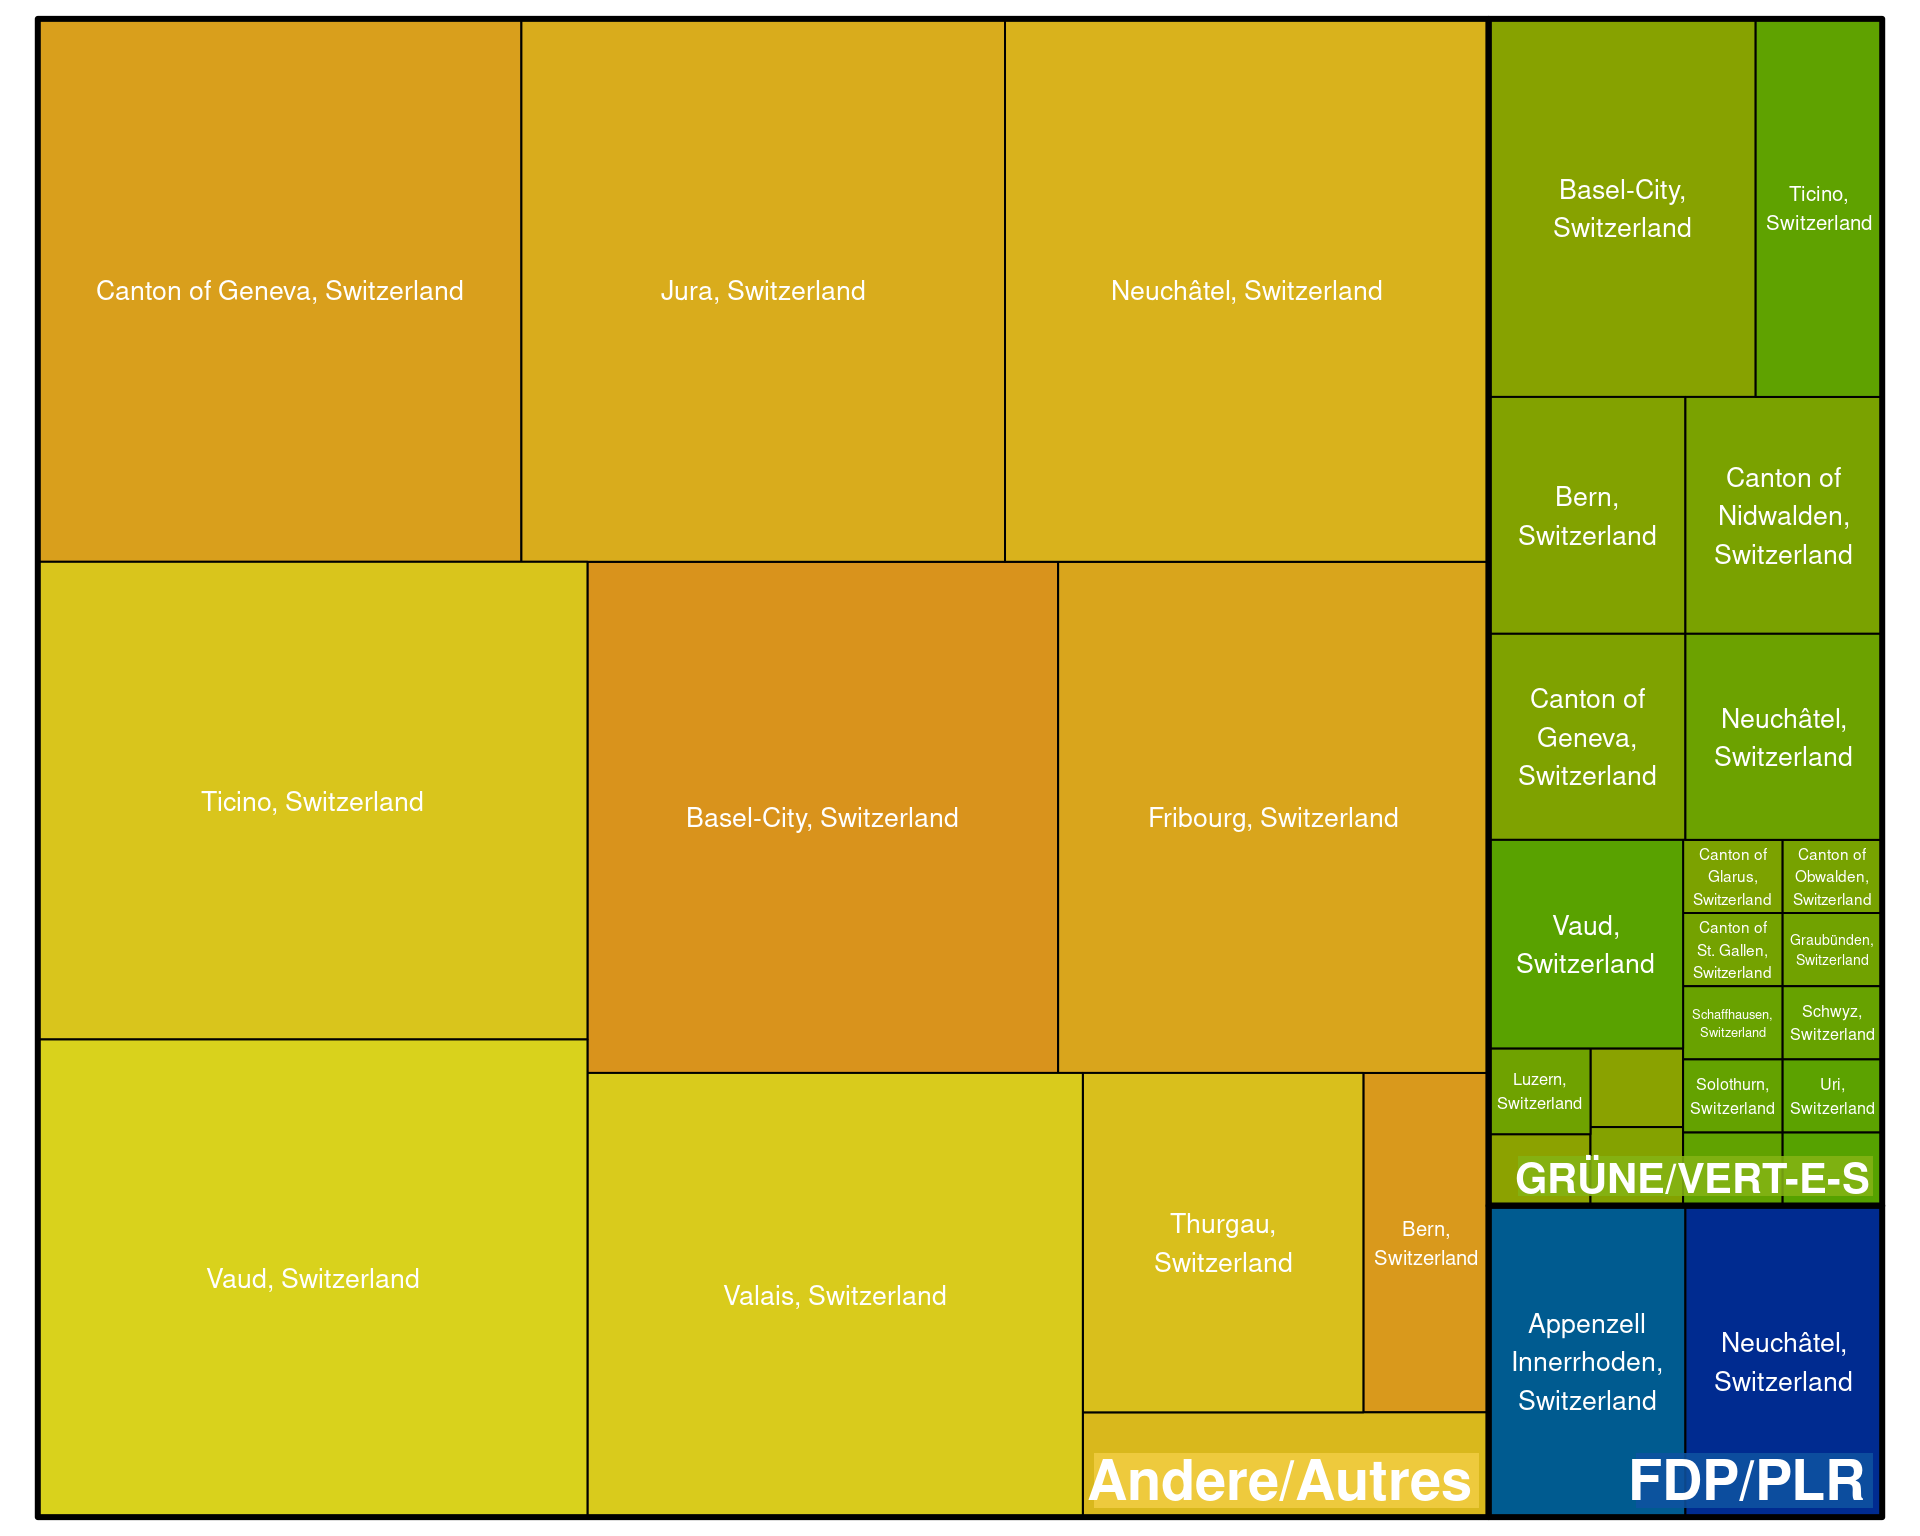 Canton of Geneva, Switzerland
Jura, Switzerland
Neuchâtel, Switzerland
Ticino, Switzerland
Basel-City, Switzerland
Fribourg, Switzerland
Vaud, Switzerland
Valais, Switzerland
Thurgau,
Switzerland
Bern,
Switzerland
Andere/Autres
Basel-City,
Switzerland
Ticino,
Switzerland
Bern,
Switzerland
Canton of
Nidwalden,
Switzerland
Canton of
Geneva,
Switzerland
Neuchâtel,
Switzerland
Vaud,
Switzerland
Canton of
Glarus,
Switzerland
Canton of
Obwalden,
Switzerland
Canton of
St. Gallen,
Switzerland
Graubünden,
Switzerland
Schaffhausen,
Switzerland
Schwyz,
Switzerland
Luzern,
Switzerland
Solothurn,
Switzerland
Uri,
Switzerland
GRÜNE/VERT-E-S
Appenzell
Innerrhoden,
Switzerland
Neuchâtel,
Switzerland
FDP/PLR